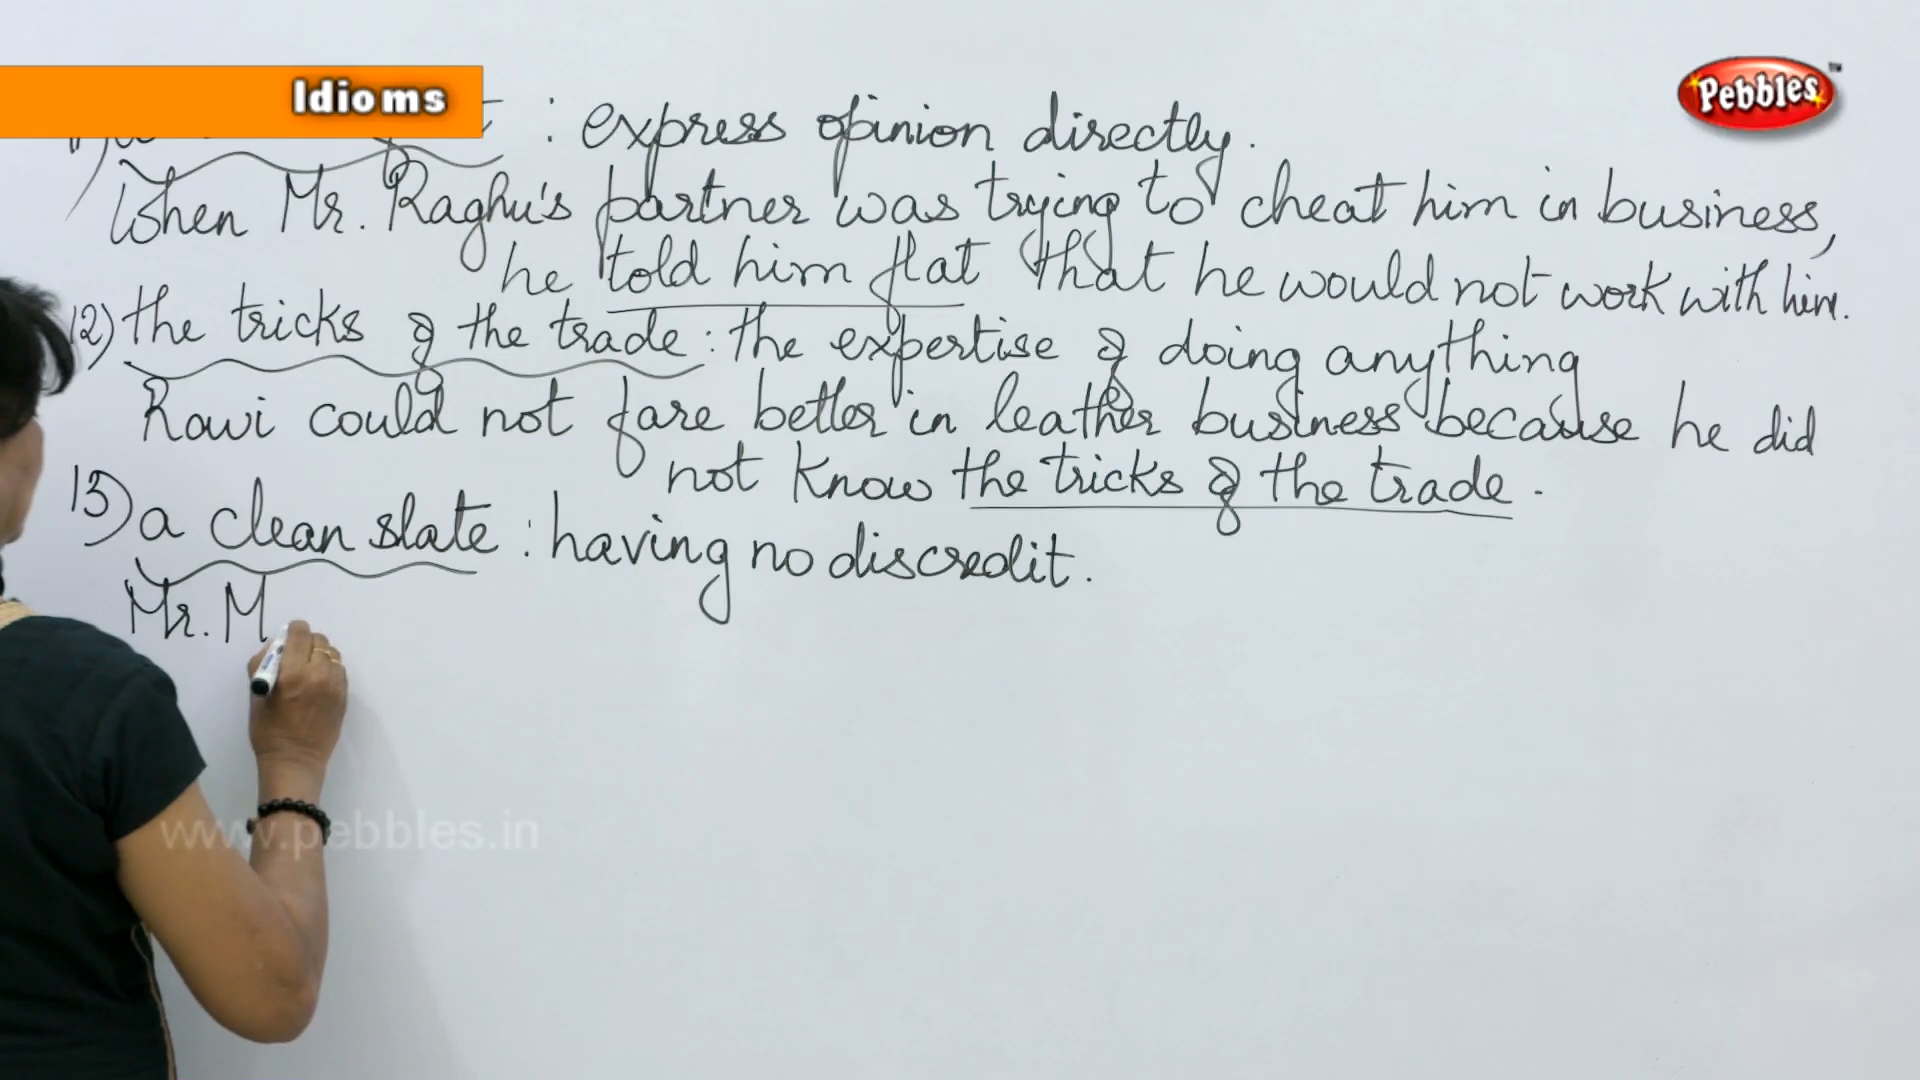 Idioms
Pebbles
TM
: express opinion directly.
When Mr. Raghu's partner was trying to cheat him in business,
he told him flat that he would not work with him.
12) the tricks of the trade : the expertise of doing anything
Ravi could not fare better in leather business because he did
not know the tricks of the trade.
13) a clean slate : having no discredit.
Mr. M
www.pebbles.in